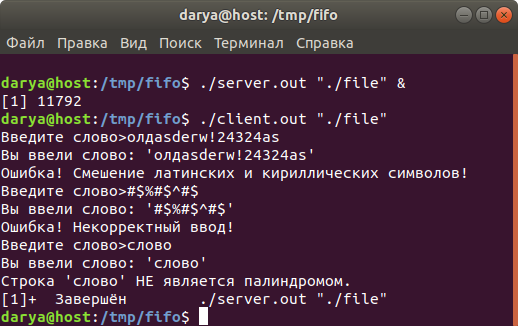 darya@host: /tmp/fifo
Файл Правка Вид Поиск Терминал Справка
darya@host:/tmp/fifo$ ./server.out "./file" &
[1] 11792
darya@host:/tmp/fifo$ ./client.out "./file"
Введите слово>олдasderw!24324as
Вы ввели слово: 'олдasderw!24324as'
Ошибка! Смешение латинских и кириллических символов!
Введите слово>#$%#$^#$
Вы ввели слово: '#$%#$^#$'
Ошибка! Некорректный ввод!
Введите слово>слово
Вы ввели слово: 'слово'
Строка 'слово' НЕ является палиндромом.
[1]+  Завершён        ./server.out "./file"
darya@host:/tmp/fifo$